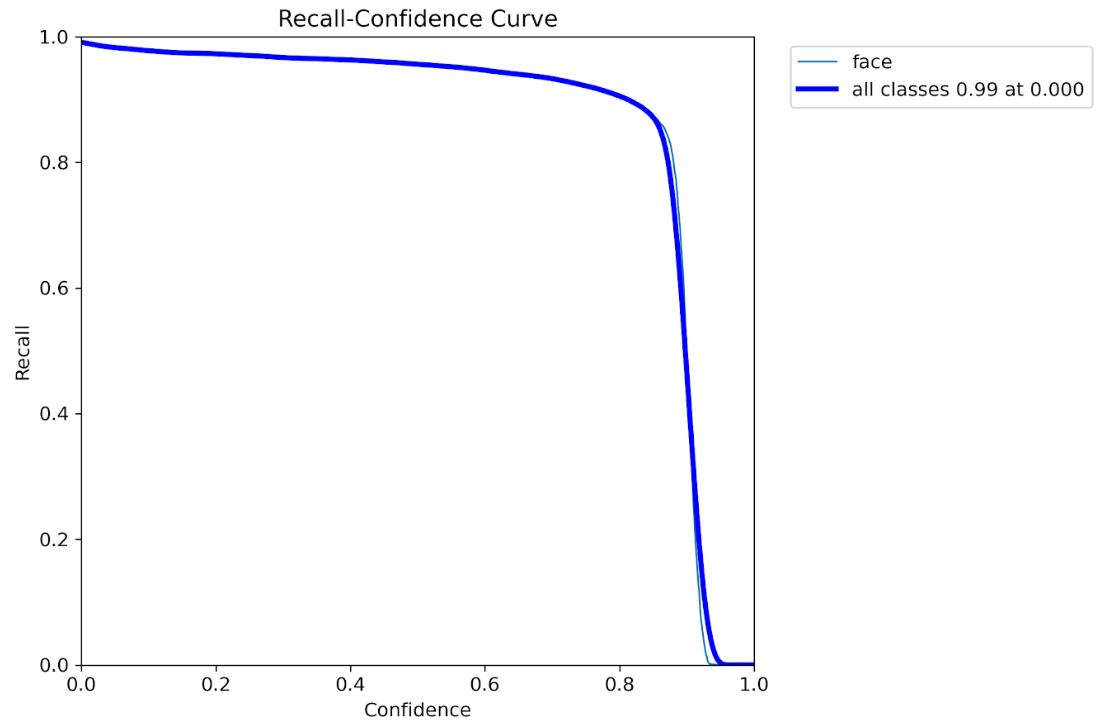 Recall-Confidence Curve
face
all classes 0.99 at 0.000
1.0
0.8
0.6
0.4
0.2
0.0
Recall
0.0 0.2 0.4 0.6 0.8 1.0
Confidence